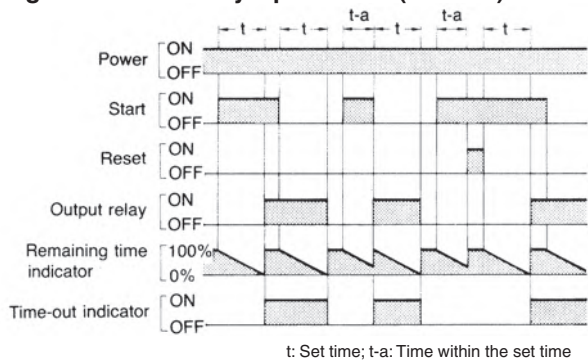 t-a t-a
t t t t
Power ON
OFF
Start ON
OFF
Reset ON
OFF
Output relay ON
OFF
Remaining time indicator 100%
0%
Time-out indicator ON
OFF
t: Set time; t-a: Time within the set time